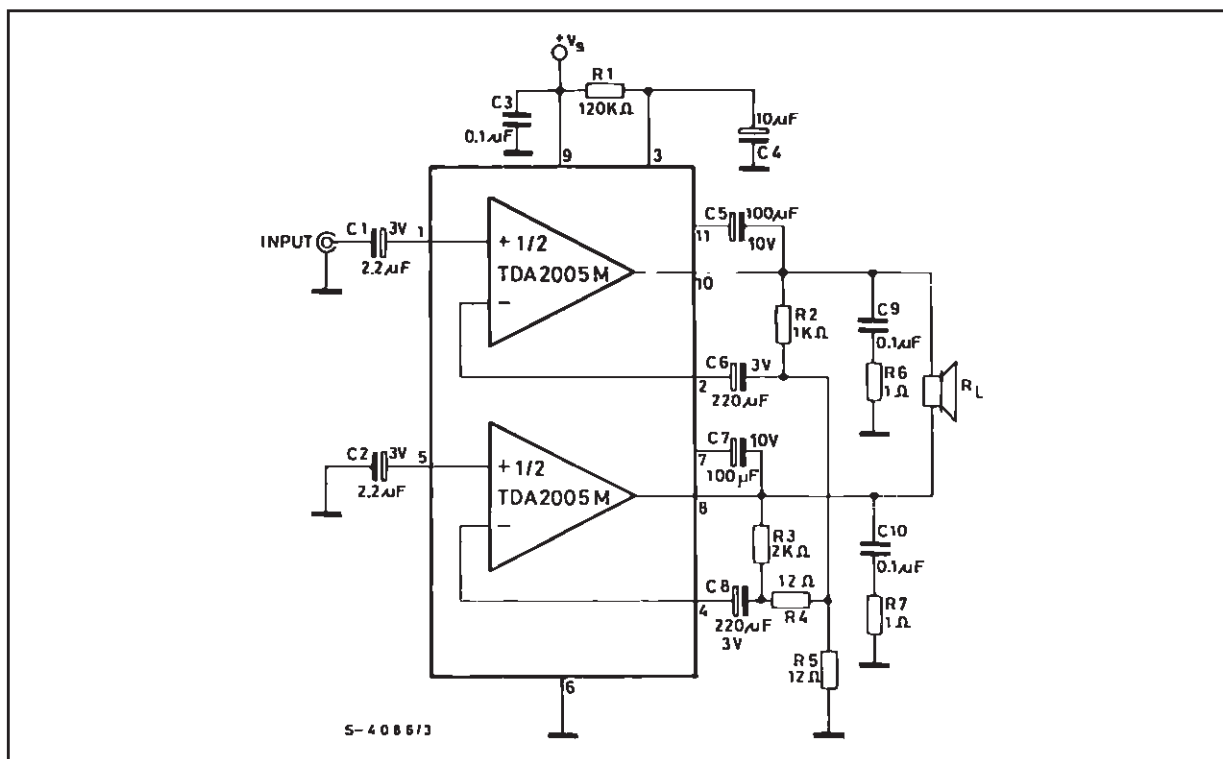 +Vs
R1
120KΩ
C3
0.1µF
10µF
C4
9
3
C5
100µF
10V
11
C1
3V
1
INPUT
2.2µF
+ 1/2
TDA2005M
−
10
R2
1KΩ
C9
0.1µF
R6
1Ω
RL
C6
3V
2
220µF
C7
10V
7
100µF
C2
3V
5
2.2µF
+ 1/2
TDA2005M
−
8
R3
2KΩ
C10
0.1µF
12Ω
R4
C8
4
220µF
3V
R7
1Ω
R5
12Ω
6
S-4086/3